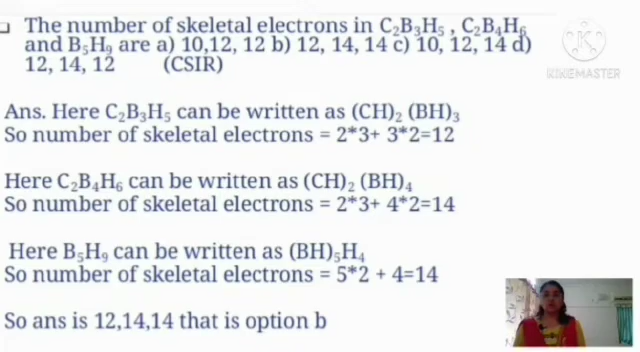 The number of skeletal electrons in C₂B₃H₅ , C₂B₄H₆
and B₅H₉ are a) 10,12, 12 b) 12, 14, 14 c) 10, 12, 14 d)
12, 14, 12 (CSIR)
KINEMASTER
Ans. Here C₂B₃H₅ can be written as (CH)₂ (BH)₃
So number of skeletal electrons = 2*3+ 3*2=12
Here C₂B₄H₆ can be written as (CH)₂ (BH)₄
So number of skeletal electrons = 2*3+ 4*2=14
Here B₅H₉ can be written as (BH)₅H₄
So number of skeletal electrons = 5*2 + 4=14
So ans is 12,14,14 that is option b